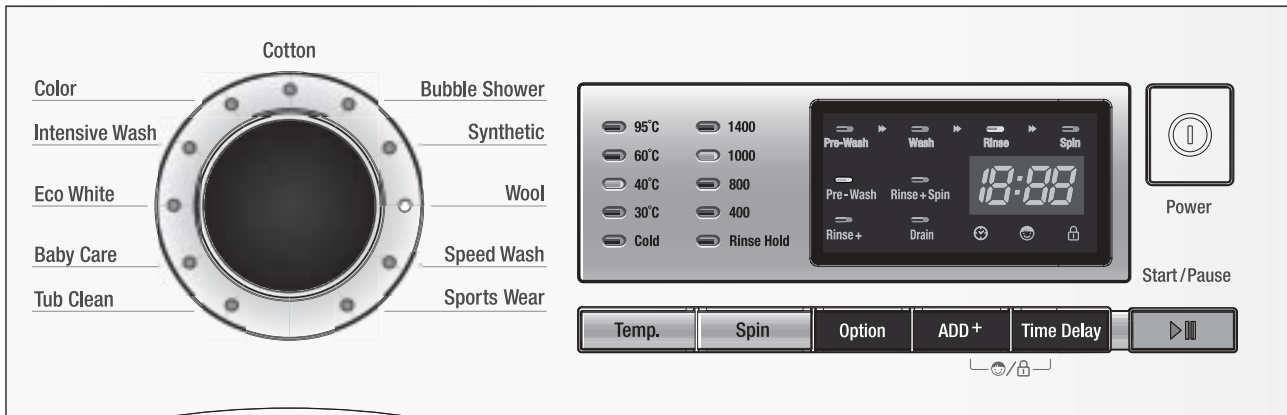 Cotton
Color
Bubble Shower
Intensive Wash
Synthetic
Eco White
Wool
Baby Care
Speed Wash
Tub Clean
Sports Wear
95°C
1400
60°C
1000
40°C
800
30°C
400
Cold
Rinse Hold
Pre-Wash
Wash
Rinse
Spin
18:88
Pre-Wash
Rinse+Spin
Rinse+
Drain
Power
Start/Pause
Temp.
Spin
Option
ADD+
Time Delay